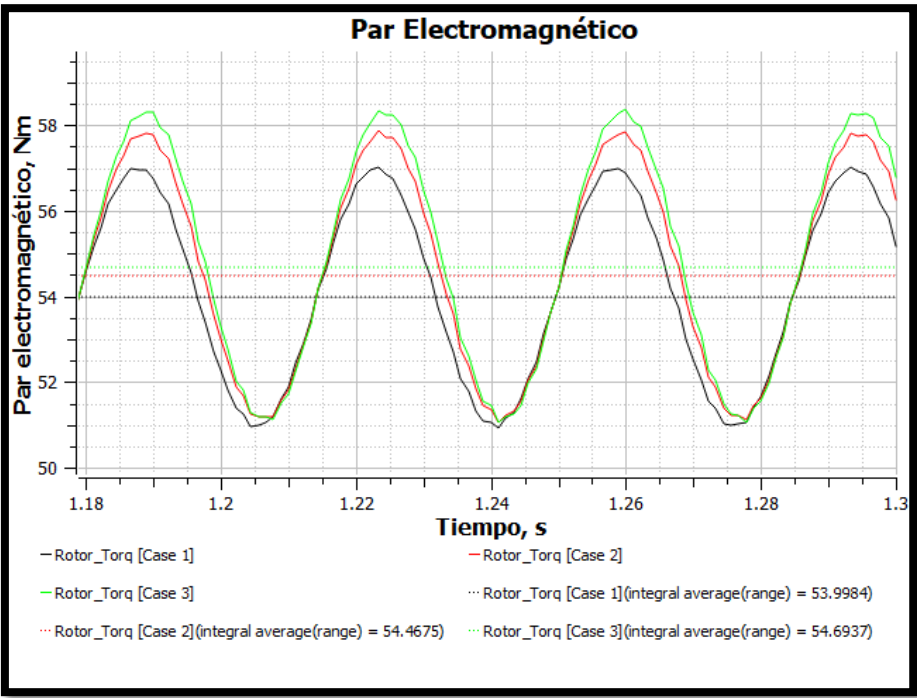 Par Electromagnético
Par electromagnético, Nm
58
56
54
52
50
1.18
1.2
1.22
1.24
1.26
1.28
1.3
Tiempo, s
Rotor_Torq [Case 1]
Rotor_Torq [Case 2]
Rotor_Torq [Case 3]
Rotor_Torq [Case 1](integral average(range) = 53.9984)
Rotor_Torq [Case 2](integral average(range) = 54.4675)
Rotor_Torq [Case 3](integral average(range) = 54.6937)